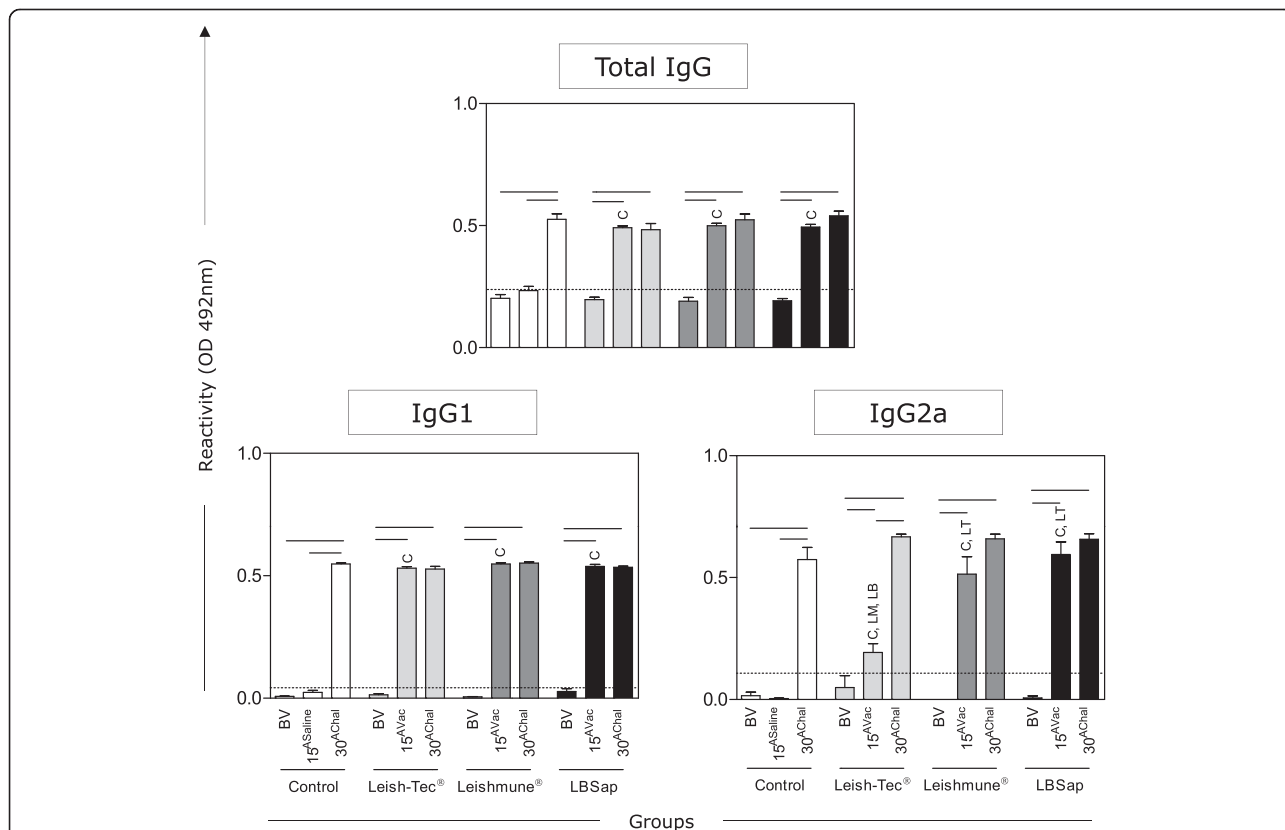 Total IgG
Reactivity (OD 492nm)
1.0
0.5
0.0
C
C
C
IgG1
1.0
0.5
0.0
C
C
C
BV
15ASaline
30AChal
BV
15AVac
30AChal
BV
15AVac
30AChal
BV
15AVac
30AChal
Control
Leish-Tec®
Leishmune®
LBSap
IgG2a
1.0
0.5
0.0
C, LM, LB
C, LT
C, LT
BV
15ASaline
30AChal
BV
15AVac
30AChal
BV
15AVac
30AChal
BV
15AVac
30AChal
Control
Leish-Tec®
Leishmune®
LBSap
Groups